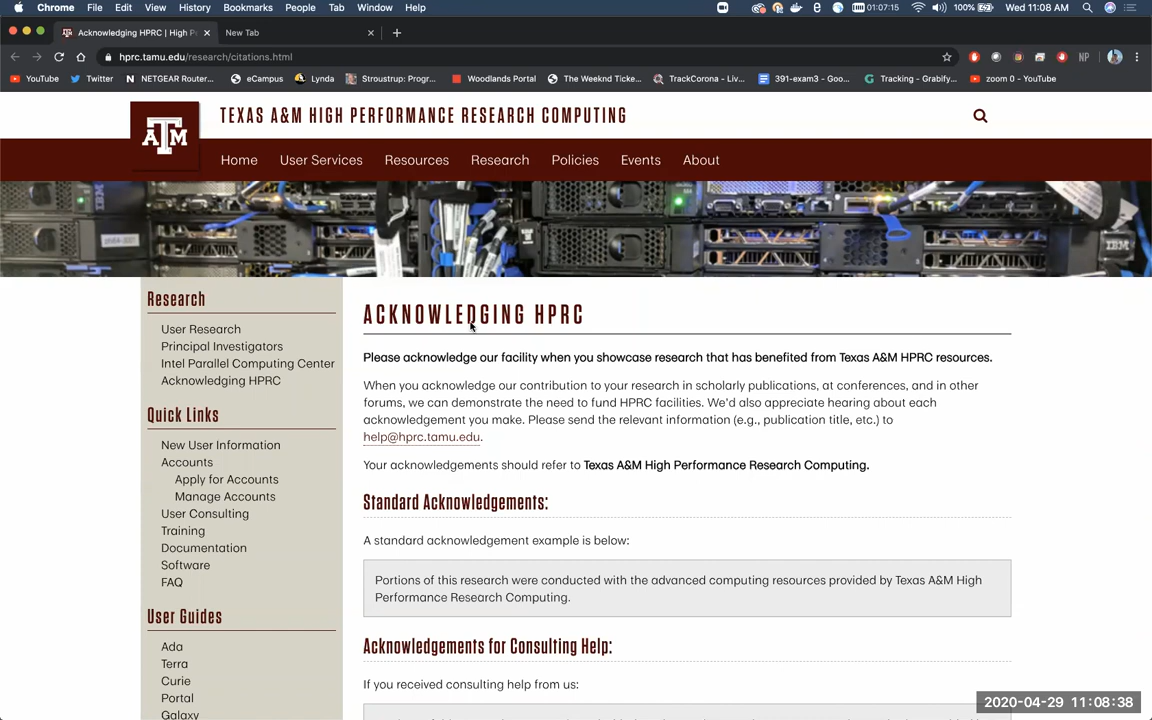 Chrome File Edit View History Bookmarks People Tab Window Help 01:07:15 100% Wed 11:08 AM
Acknowledging HPRC | High P New Tab
hprc.tamu.edu/research/citations.html
YouTube Twitter NETGEAR Router... eCampus Lynda Stroustrup: Progr... Woodlands Portal The Weeknd Ticke... TrackCorona - Liv... 391-exam3 - Goo... Tracking - Grabify... zoom 0 - YouTube
TEXAS A&M HIGH PERFORMANCE RESEARCH COMPUTING
Home User Services Resources Research Policies Events About
IBM
Research
User Research
Principal Investigators
Intel Parallel Computing Center
Acknowledging HPRC
Quick Links
New User Information
Accounts
Apply for Accounts
Manage Accounts
User Consulting
Training
Documentation
Software
FAQ
User Guides
Ada
Terra
Curie
Portal
Galaxy
ACKNOWLEDGING HPRC
Please acknowledge our facility when you showcase research that has benefited from Texas A&M HPRC resources.
When you acknowledge our contribution to your research in scholarly publications, at conferences, and in other
forums, we can demonstrate the need to fund HPRC facilities. We'd also appreciate hearing about each
acknowledgement you make. Please send the relevant information (e.g., publication title, etc.) to
help@hprc.tamu.edu.
Your acknowledgements should refer to Texas A&M High Performance Research Computing.
Standard Acknowledgements:
A standard acknowledgement example is below:
Portions of this research were conducted with the advanced computing resources provided by Texas A&M High
Performance Research Computing.
Acknowledgements for Consulting Help:
If you received consulting help from us:
2020-04-29 11:08:38